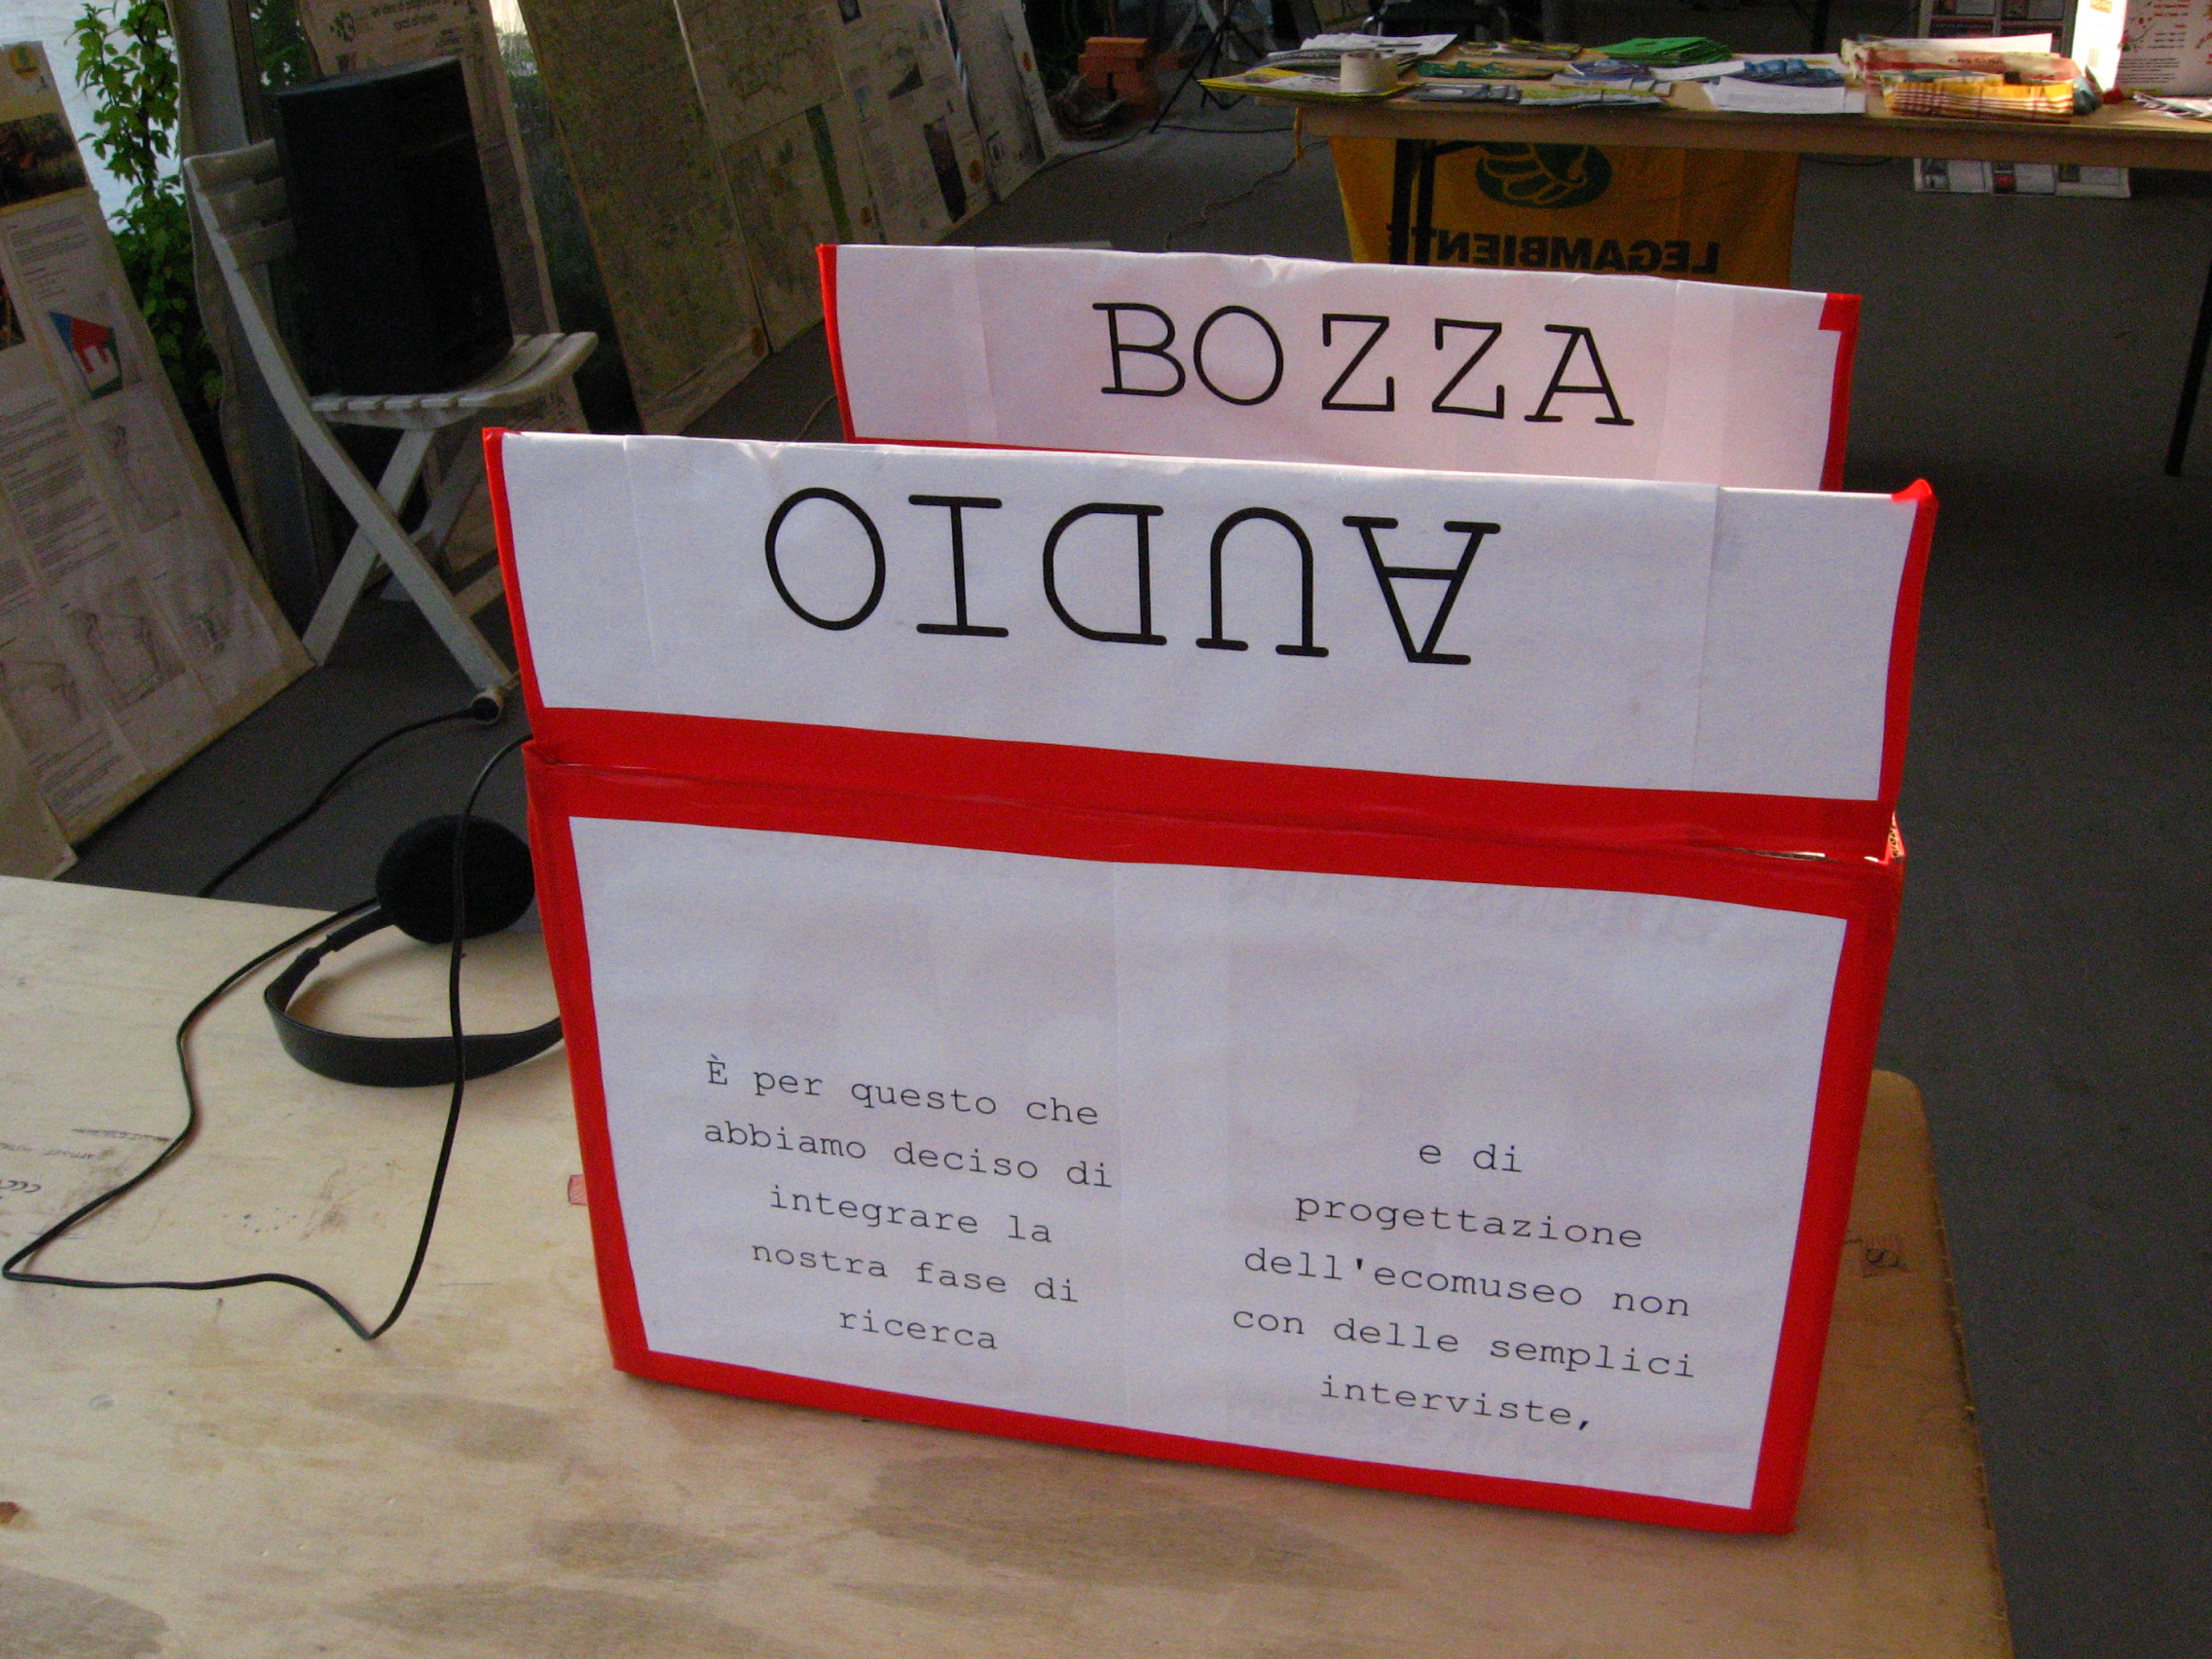 LEGAMBIENTE
BOZZA
AUDIO
È per questo che
abbiamo deciso di
integrare la
nostra fase di
ricerca
e di
progettazione
dell'ecomuseo non
con delle semplici
interviste,